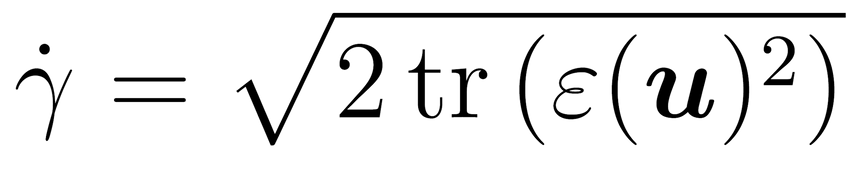 γ̇ = √(2 tr (ε(𝒖)²))